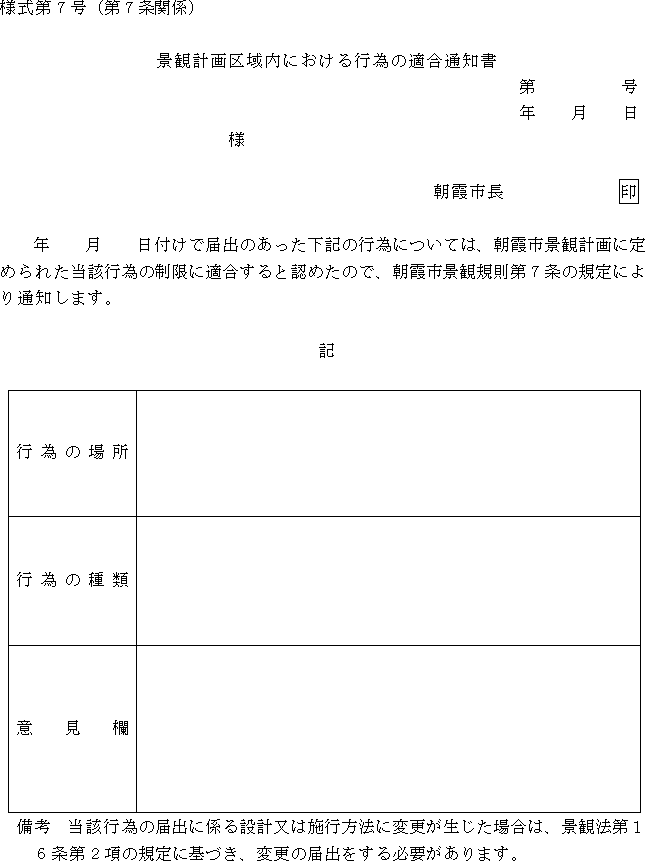 様式第７号（第７条関係）
景観計画区域内における行為の適合通知書
第　　　　　号
年　　月　　日
様
朝霞市長　　　　　　　印
年　　月　　日付けで届出のあった下記の行為については、朝霞市景観計画に定
められた当該行為の制限に適合すると認めたので、朝霞市景観規則第７条の規定によ
り通知します。
記
行為の場所
行為の種類
意　見　欄
備考　当該行為の届出に係る設計又は施行方法に変更が生じた場合は、景観法第１
６条第２項の規定に基づき、変更の届出をする必要があります。